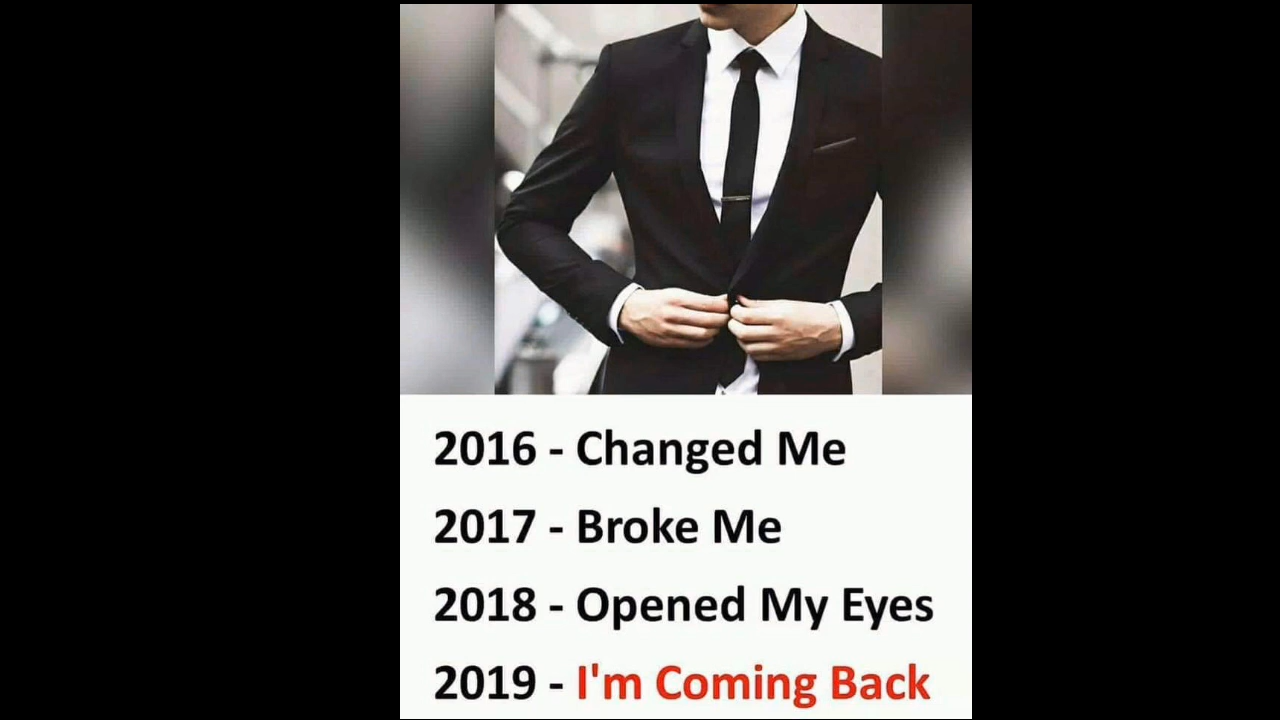 2016 - Changed Me
2017 - Broke Me
2018 - Opened My Eyes
2019 - I'm Coming Back